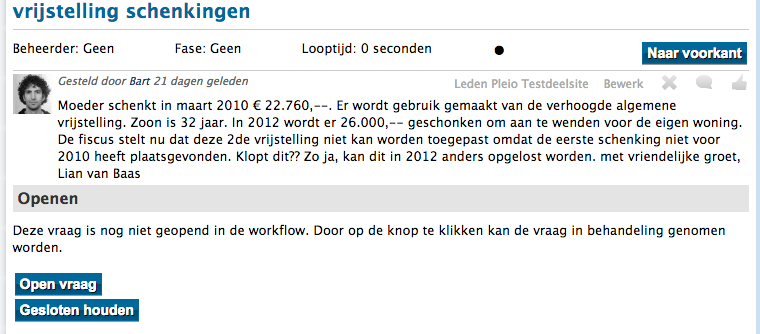 vrijstelling schenkingen
Beheerder: Geen Fase: Geen Looptijd: 0 seconden
Naar voorkant
Gesteld door Bart 21 dagen geleden Leden Pleio Testdeelsite Bewerk
Moeder schenkt in maart 2010 € 22.760,--. Er wordt gebruik gemaakt van de verhoogde algemene
vrijstelling. Zoon is 32 jaar. In 2012 wordt er 26.000,-- geschonken om aan te wenden voor de eigen woning.
De fiscus stelt nu dat deze 2de vrijstelling niet kan worden toegepast omdat de eerste schenking niet voor
2010 heeft plaatsgevonden. Klopt dit?? Zo ja, kan dit in 2012 anders opgelost worden. met vriendelijke groet,
Lian van Baas
Openen
Deze vraag is nog niet geopend in de workflow. Door op de knop te klikken kan de vraag in behandeling genomen
worden.
Open vraag
Gesloten houden